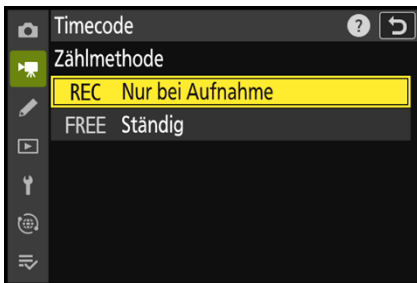 Timecode
Zählmethode
REC Nur bei Aufnahme
FREE Ständig